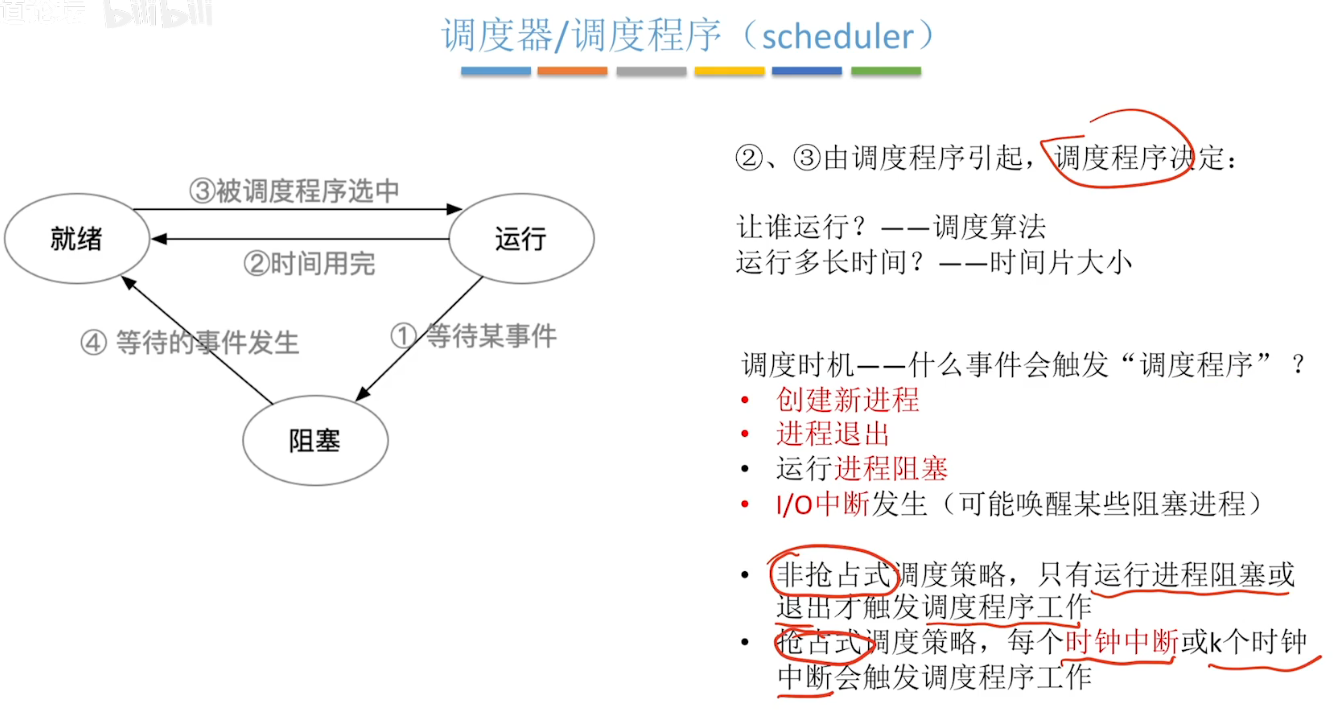 bilibili
调度器/调度程序（scheduler）
②、③由调度程序引起，调度程序决定：
让谁运行？——调度算法
运行多长时间？——时间片大小
③被调度程序选中
就绪
运行
②时间用完
④ 等待的事件发生
① 等待某事件
阻塞
调度时机——什么事件会触发“调度程序”？
• 创建新进程
• 进程退出
• 运行进程阻塞
• I/O中断发生（可能唤醒某些阻塞进程）
• 非抢占式调度策略，只有运行进程阻塞或
退出才触发调度程序工作
• 抢占式调度策略，每个时钟中断或k个时钟
中断会触发调度程序工作